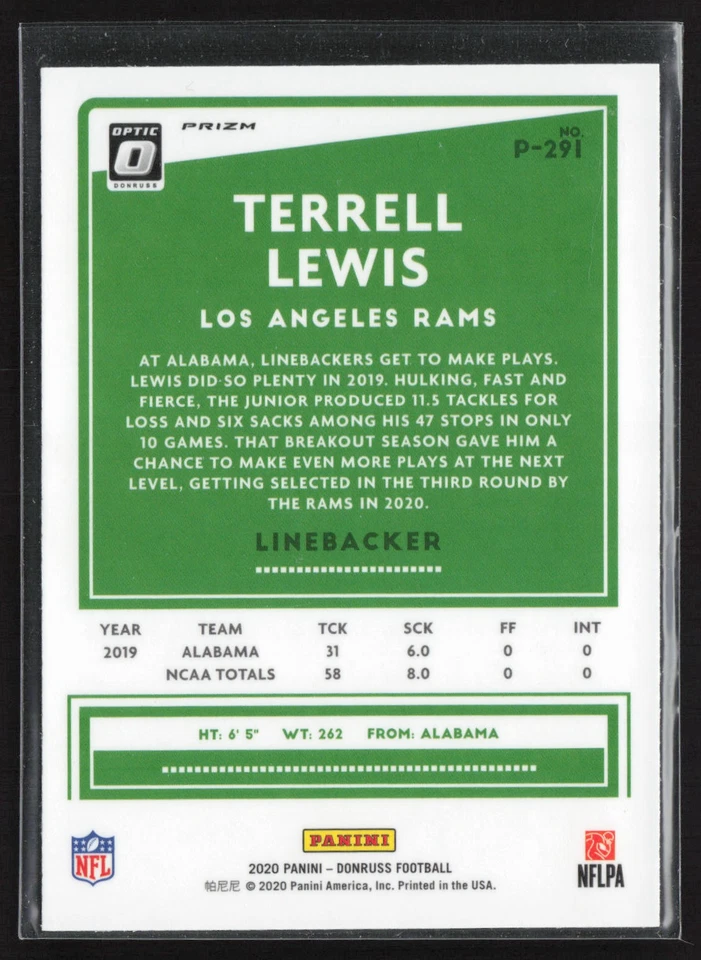 OPTIC
O
DONRUSS
PRIZM
NO.
P-291
TERRELL
LEWIS
LOS ANGELES RAMS
AT ALABAMA, LINEBACKERS GET TO MAKE PLAYS.
LEWIS DID SO PLENTY IN 2019. HULKING, FAST AND
FIERCE, THE JUNIOR PRODUCED 11.5 TACKLES FOR
LOSS AND SIX SACKS AMONG HIS 47 STOPS IN ONLY
10 GAMES. THAT BREAKOUT SEASON GAVE HIM A
CHANCE TO MAKE EVEN MORE PLAYS AT THE NEXT
LEVEL, GETTING SELECTED IN THE THIRD ROUND BY
THE RAMS IN 2020.
LINEBACKER
YEAR TEAM TCK SCK FF INT
2019 ALABAMA 31 6.0 0 0
NCAA TOTALS 58 8.0 0 0
HT: 6' 5" WT: 262 FROM: ALABAMA
NFL
PANINI
NFLPA
2020 PANINI – DONRUSS FOOTBALL
帕尼尼 © 2020 Panini America, Inc. Printed in the USA.